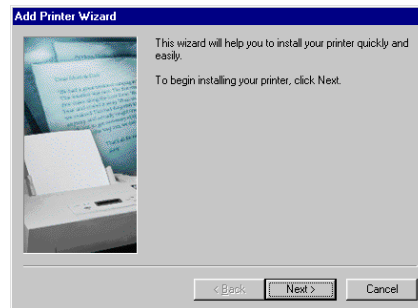 Add Printer Wizard
This wizard will help you to install your printer quickly and
easily.
To begin installing your printer, click Next.
< Back
Next >
Cancel